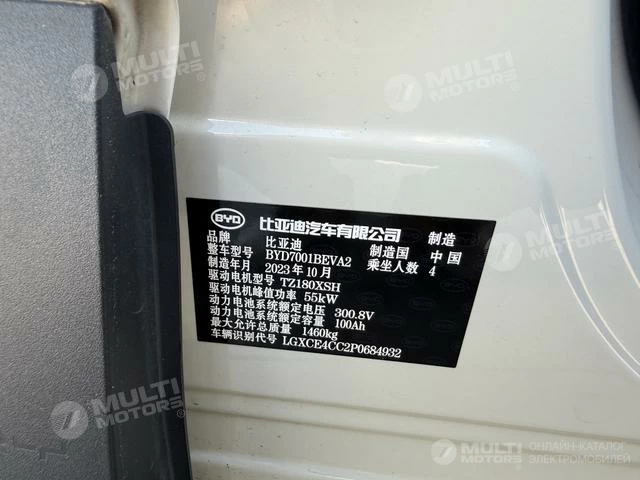 MULTI MOTORS®
MULTI MOTORS®
BYD 比亚迪汽车有限公司 制造
品牌 比亚迪 制造国 中国
整车型号 BYD7001BEVA2 乘坐人数 4
制造年月 2023年10月
驱动电机型号 TZ180XSH
驱动电机峰值功率 55kW
动力电池系统额定电压 300.8V
动力电池系统额定容量 100Ah
最大允许总质量 1460kg
车辆识别代号 LGXCE4CC2P0684932
MULTI MOTORS®
MULTI MOTORS®
MULTI MOTORS®
ОНЛАЙН-КАТАЛОГ
ЭЛЕКТРОМОБИЛЕЙ